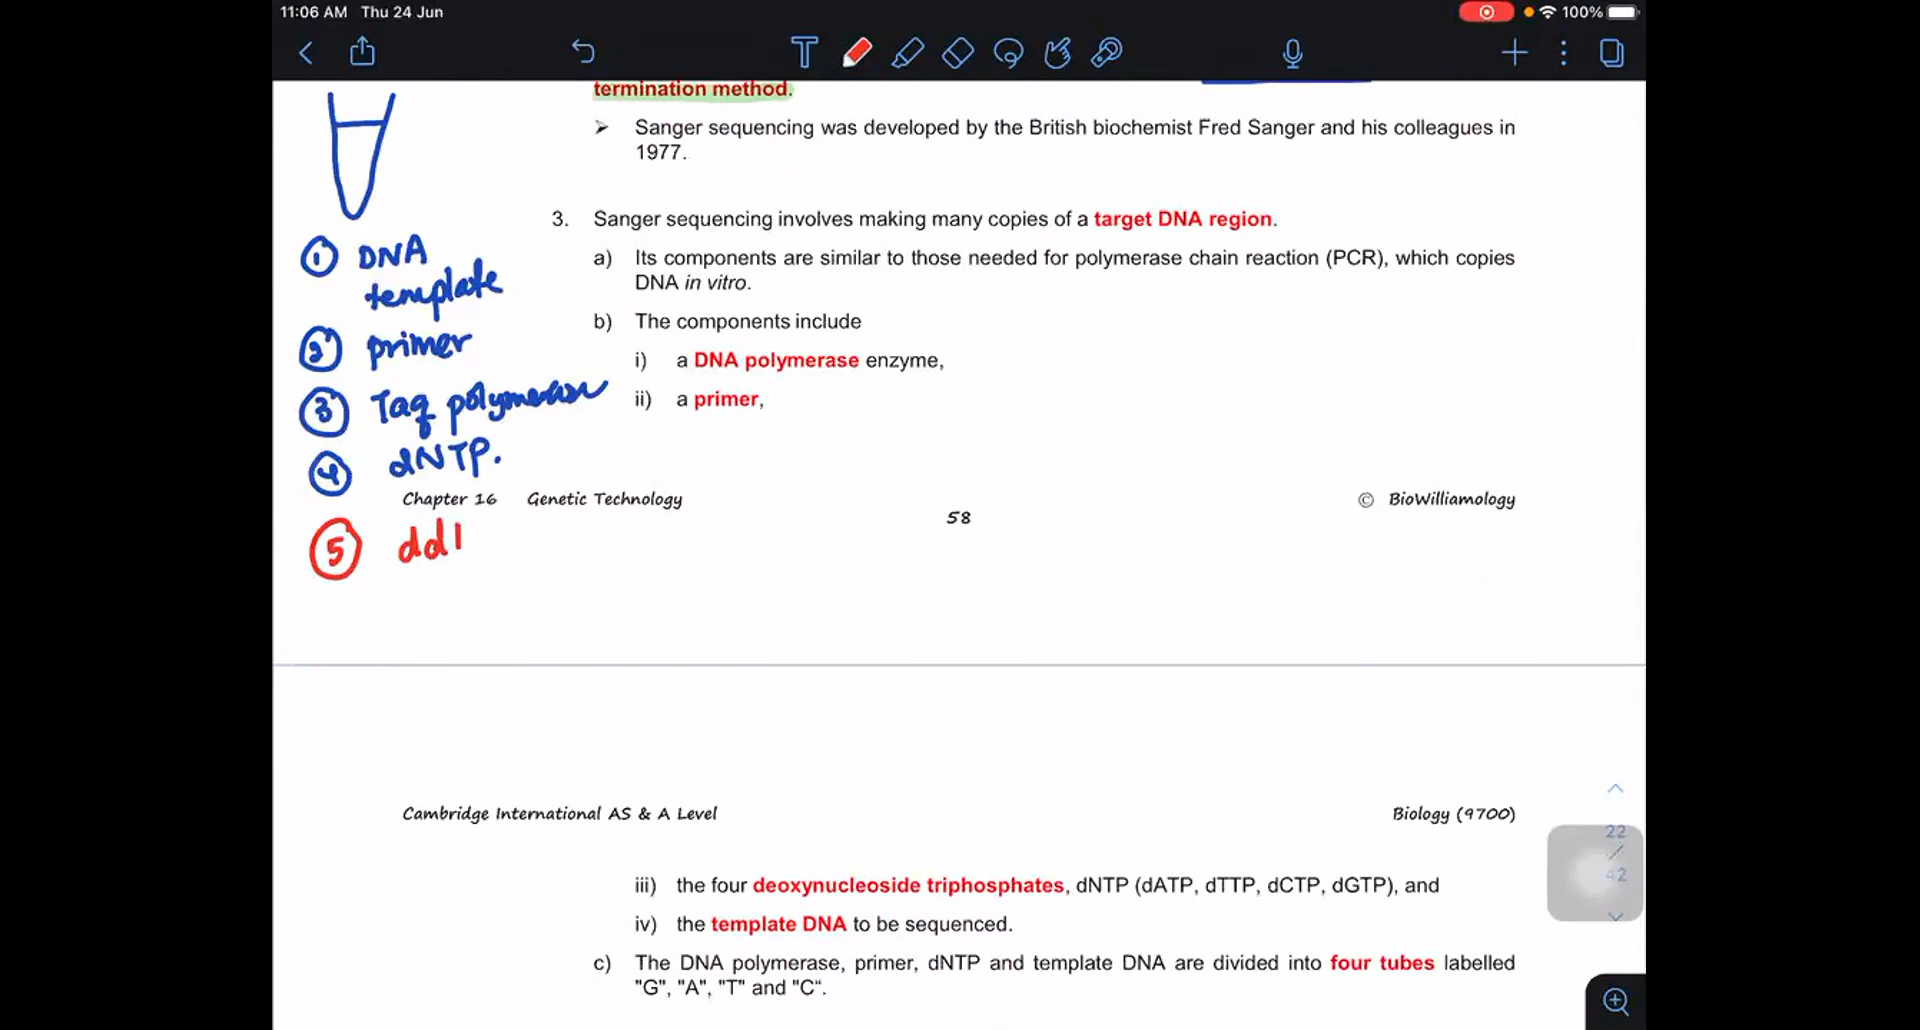 11:06 AM Thu 24 Jun
100%
T
termination method.
➤ Sanger sequencing was developed by the British biochemist Fred Sanger and his colleagues in
1977.
3. Sanger sequencing involves making many copies of a target DNA region.
a) Its components are similar to those needed for polymerase chain reaction (PCR), which copies
DNA in vitro.
b) The components include
i) a DNA polymerase enzyme,
ii) a primer,
① DNA
template
② primer
③ Taq polymerase
④ dNTP.
Chapter 16 Genetic Technology
© BioWilliamology
58
⑤ ddI
Cambridge International AS & A Level
Biology (9700)
22
/
42
iii) the four deoxynucleoside triphosphates, dNTP (dATP, dTTP, dCTP, dGTP), and
iv) the template DNA to be sequenced.
c) The DNA polymerase, primer, dNTP and template DNA are divided into four tubes labelled
"G", "A", "T" and "C“.